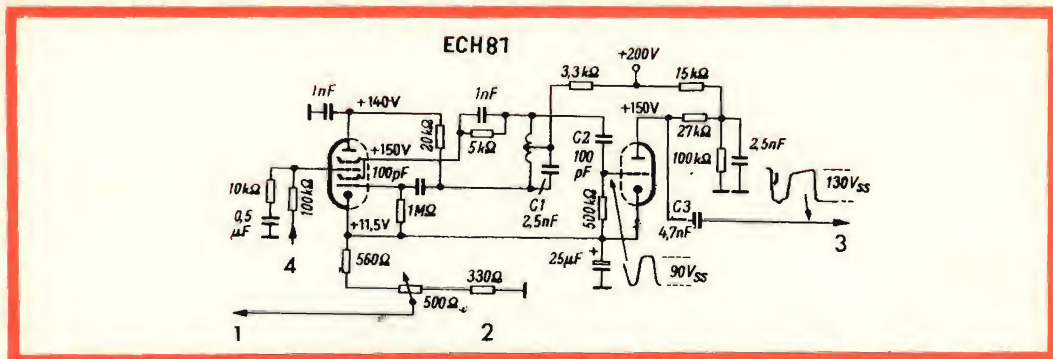 ECH81
+200V
3,3kΩ
15kΩ
1nF
+140V
1nF
+150V
20kΩ
+150V
5kΩ
27kΩ
100pF
C2
100
pF
100kΩ
2,5nF
10kΩ
100kΩ
C1
2,5nF
500kΩ
130Vss
0,5
µF
1MΩ
C3
4,7nF
+11,5V
4
560Ω
25µF
+
90Vss
3
330Ω
500Ω
1
2